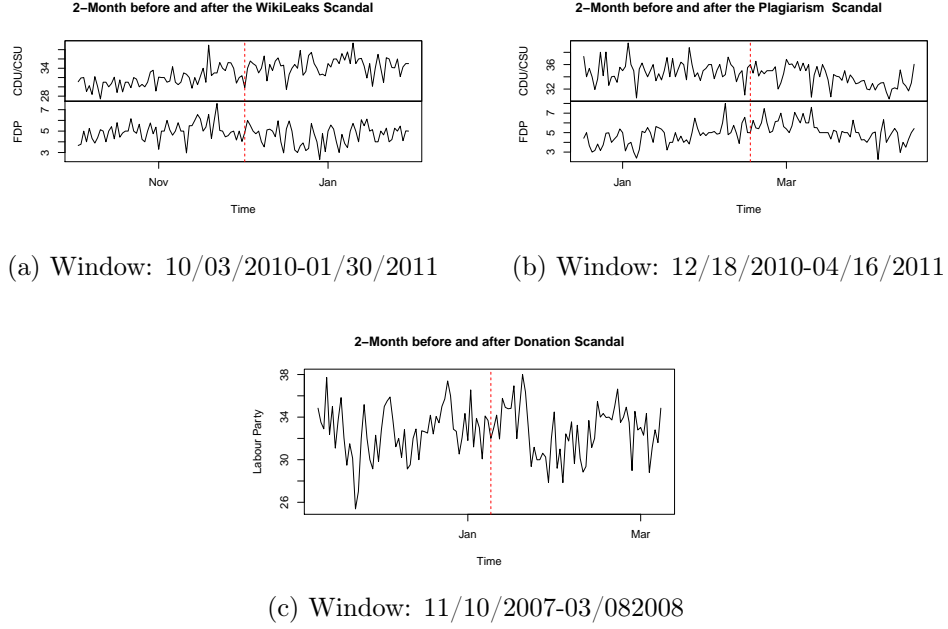 2−Month before and after the WikiLeaks Scandal
CDU/CSU
28
34
FDP
3
5
7
Nov
Jan
Time
(a) Window: 10/03/2010-01/30/2011
2−Month before and after the Plagiarism Scandal
CDU/CSU
32
36
FDP
3
5
7
Jan
Mar
Time
(b) Window: 12/18/2010-04/16/2011
2−Month before and after Donation Scandal
Labour Party
26
30
34
38
Jan
Mar
Time
(c) Window: 11/10/2007-03/082008